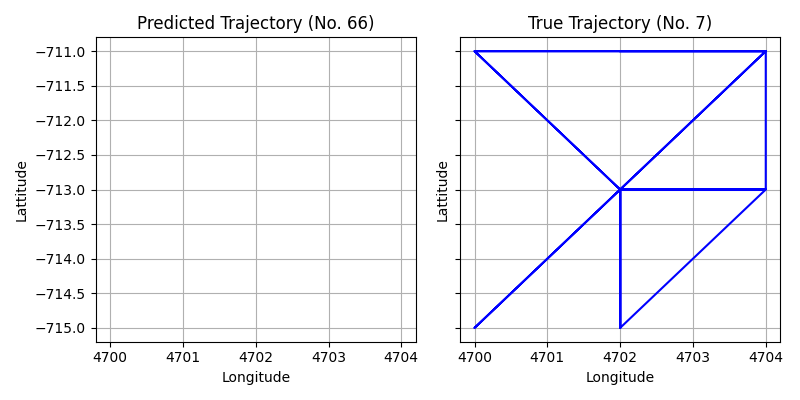 Predicted Trajectory (No. 66)
True Trajectory (No. 7)
−711.0
−711.5
−712.0
−712.5
−713.0
−713.5
−714.0
−714.5
−715.0
Lattitude
Lattitude
4700 4701 4702 4703 4704
4700 4701 4702 4703 4704
Longitude
Longitude